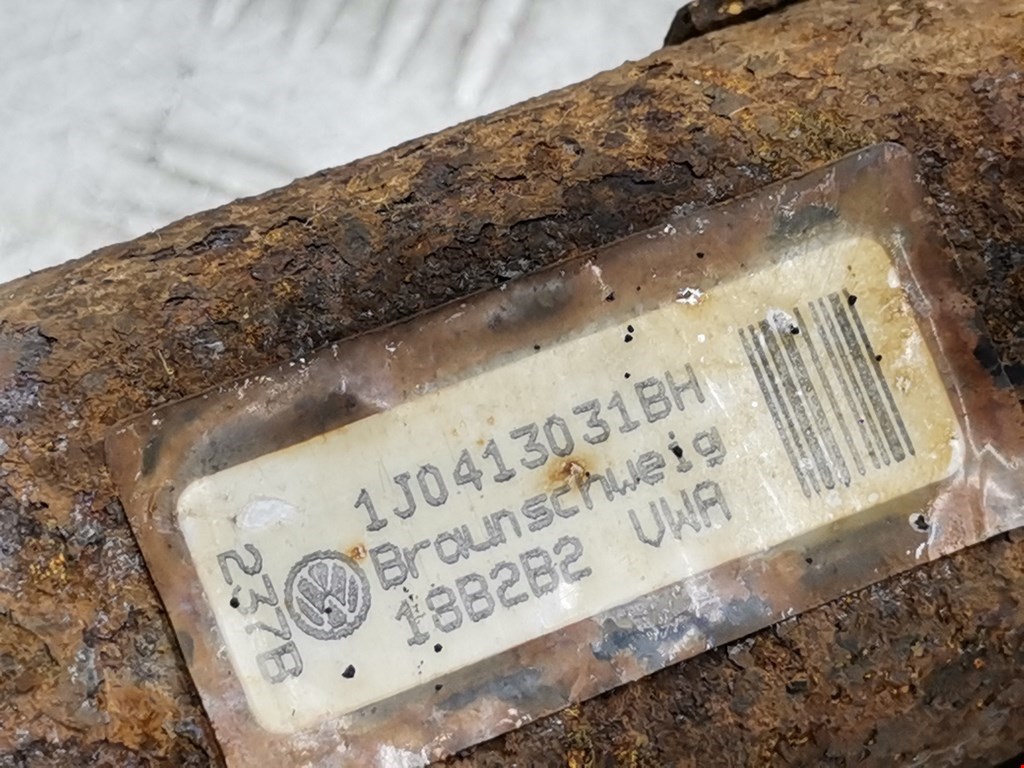 1J0413031BH
Braunschweig
18B2B2 VWA
237B